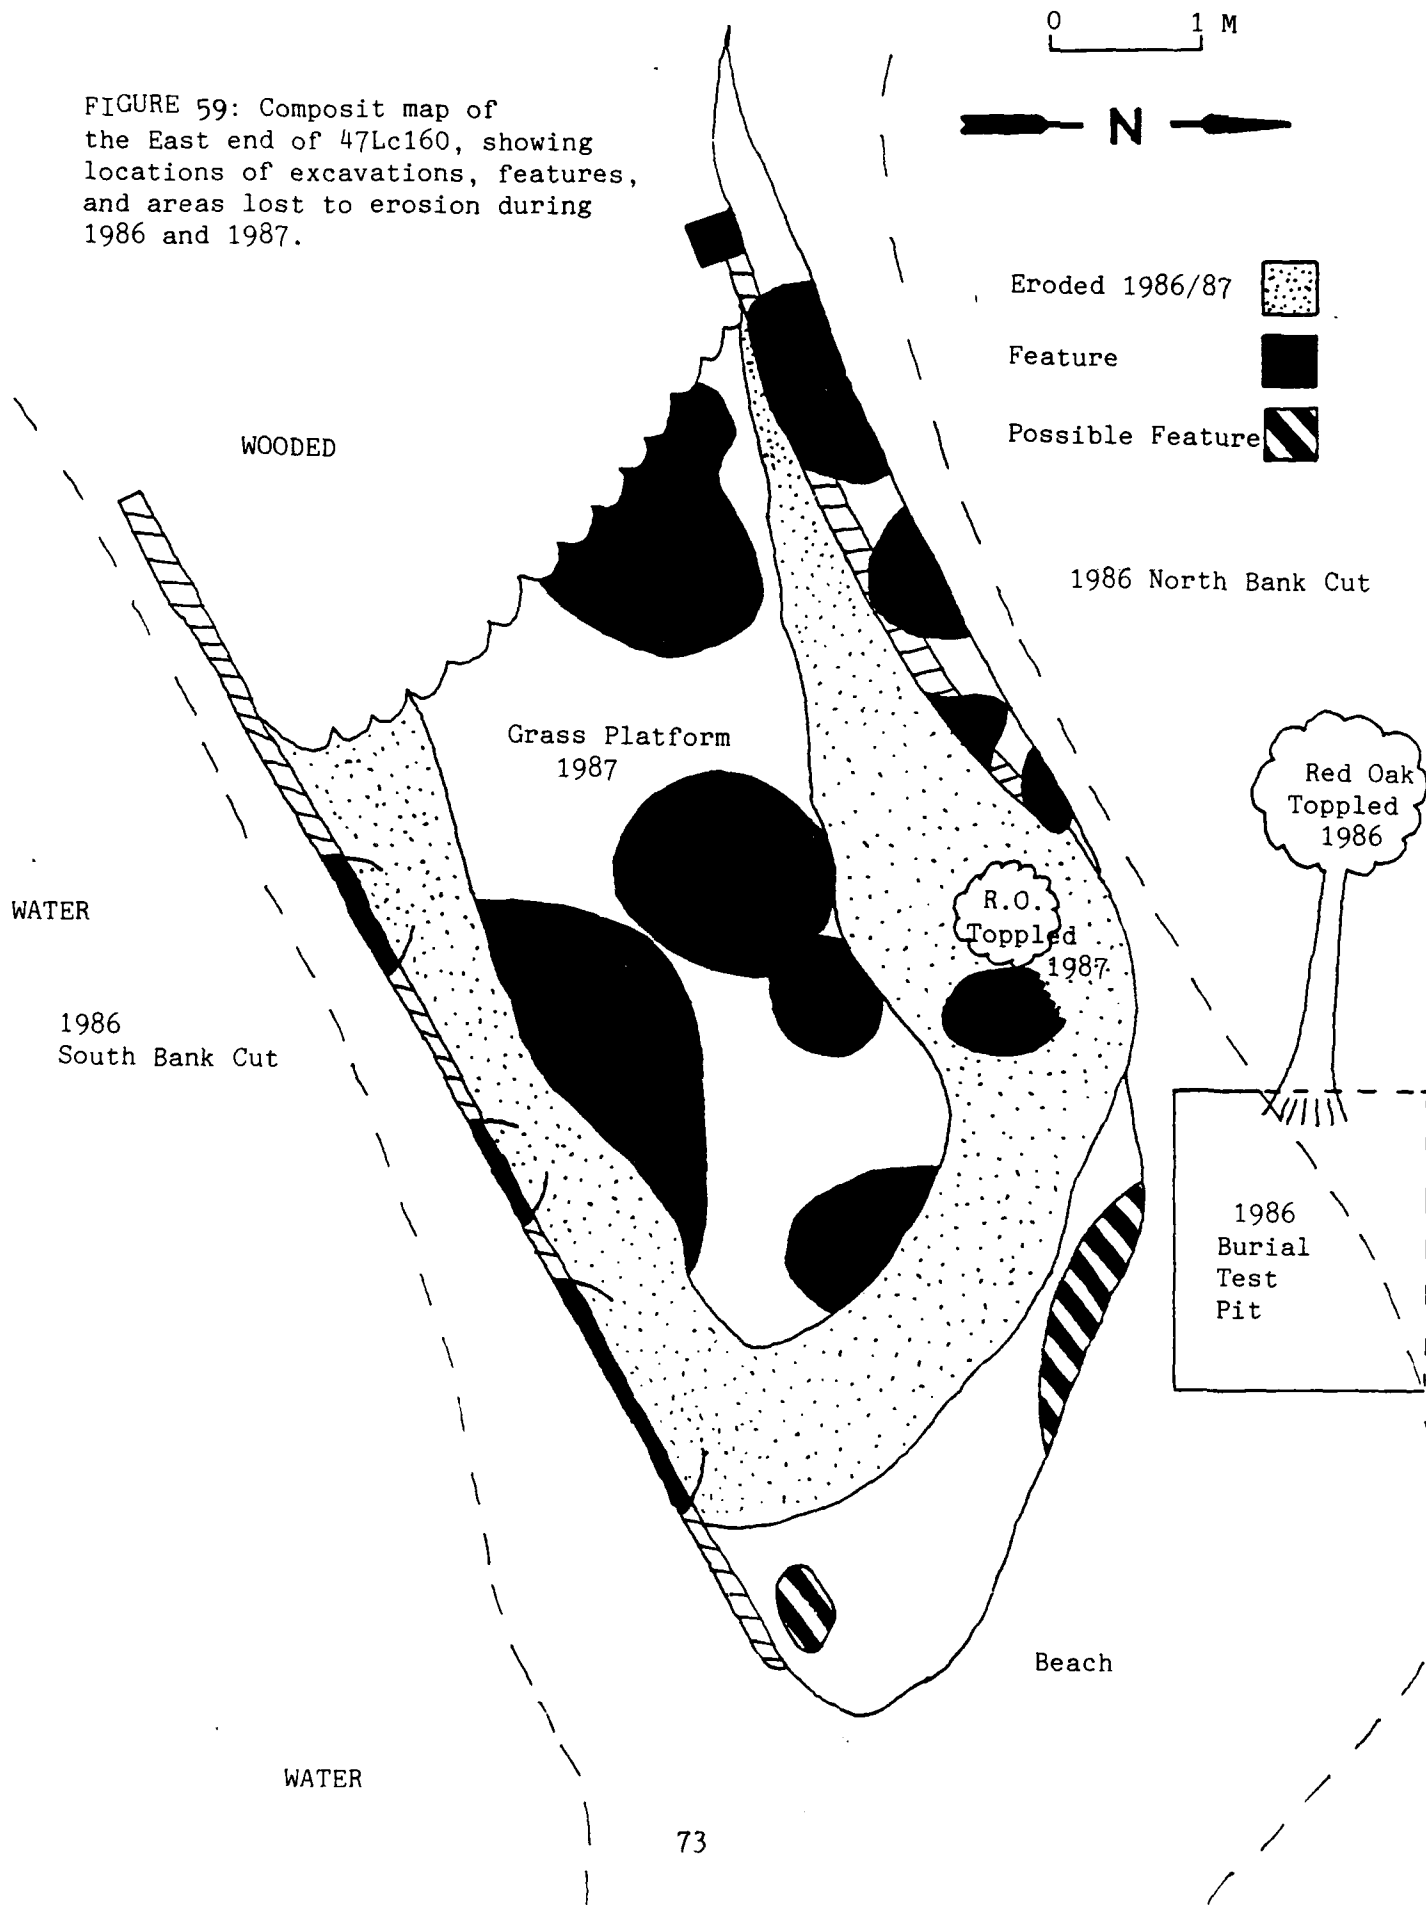 0 1 M
FIGURE 59: Composit map of
the East end of 47Lc160, showing
locations of excavations, features,
and areas lost to erosion during
1986 and 1987.
N
Eroded 1986/87
Feature
Possible Feature
WOODED
1986 North Bank Cut
Grass Platform
1987
Red Oak
Toppled
1986
R.O.
Toppled
1987
WATER
1986
South Bank Cut
1986
Burial
Test
Pit
Beach
WATER
73